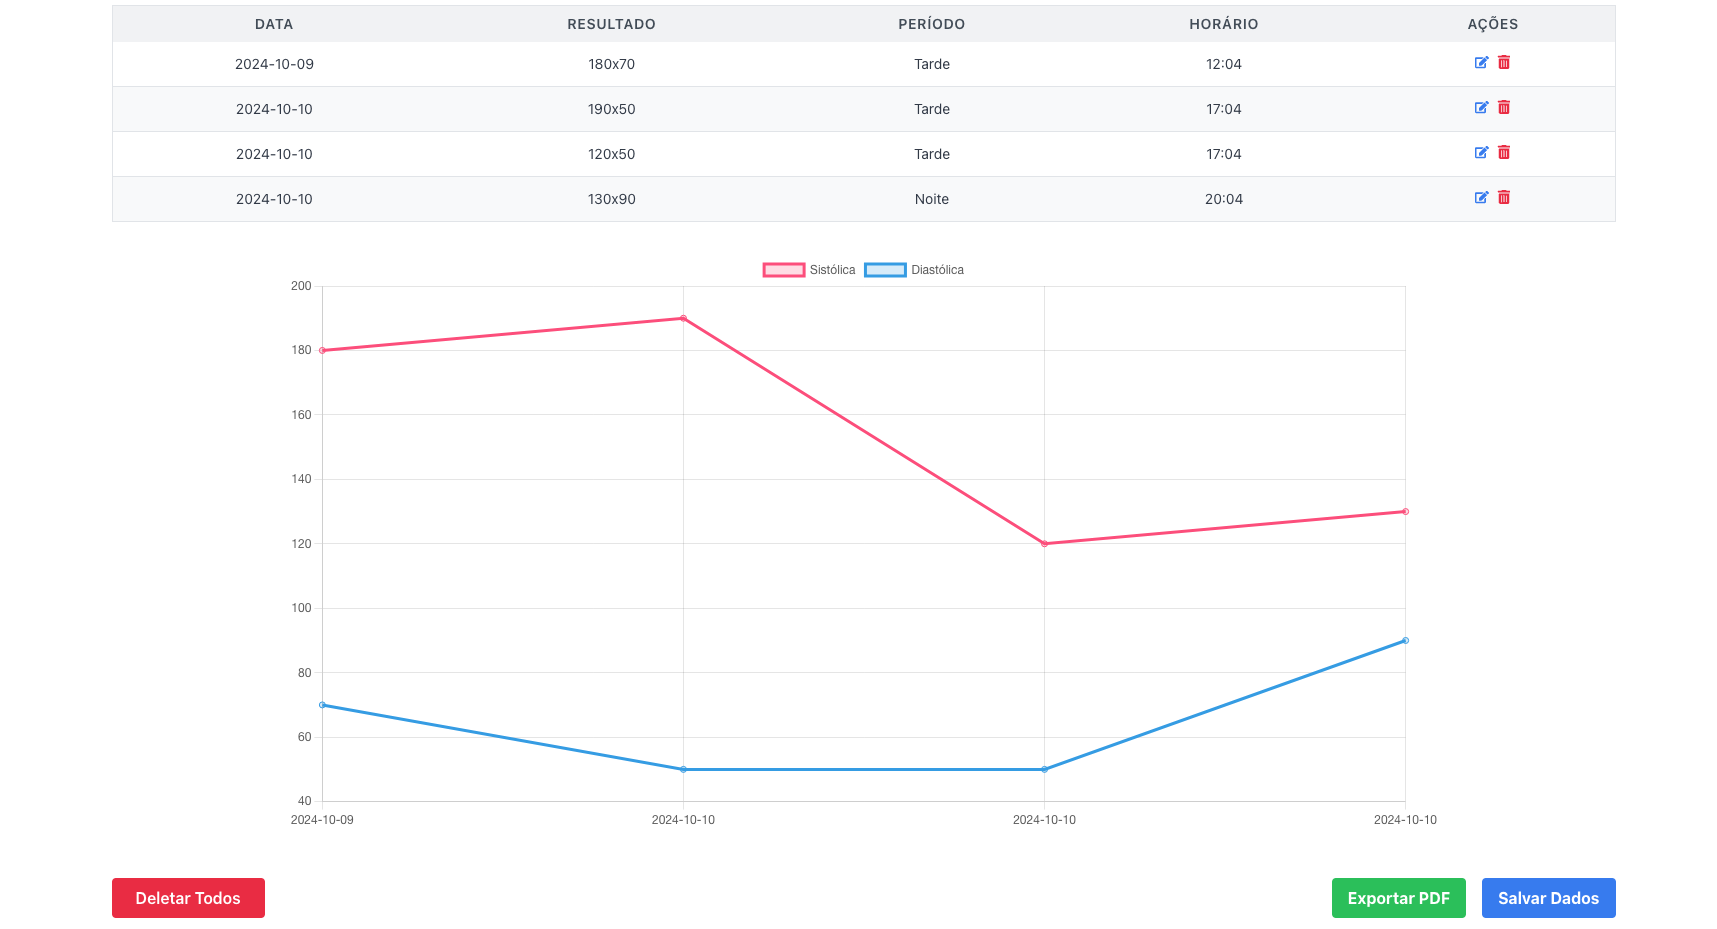 DATA RESULTADO PERÍODO HORÁRIO AÇÕES
2024-10-09 180x70 Tarde 12:04
2024-10-10 190x50 Tarde 17:04
2024-10-10 120x50 Tarde 17:04
2024-10-10 130x90 Noite 20:04
Sistólica Diastólica
200
180
160
140
120
100
80
60
40
2024-10-09 2024-10-10 2024-10-10 2024-10-10
Deletar Todos Exportar PDF Salvar Dados